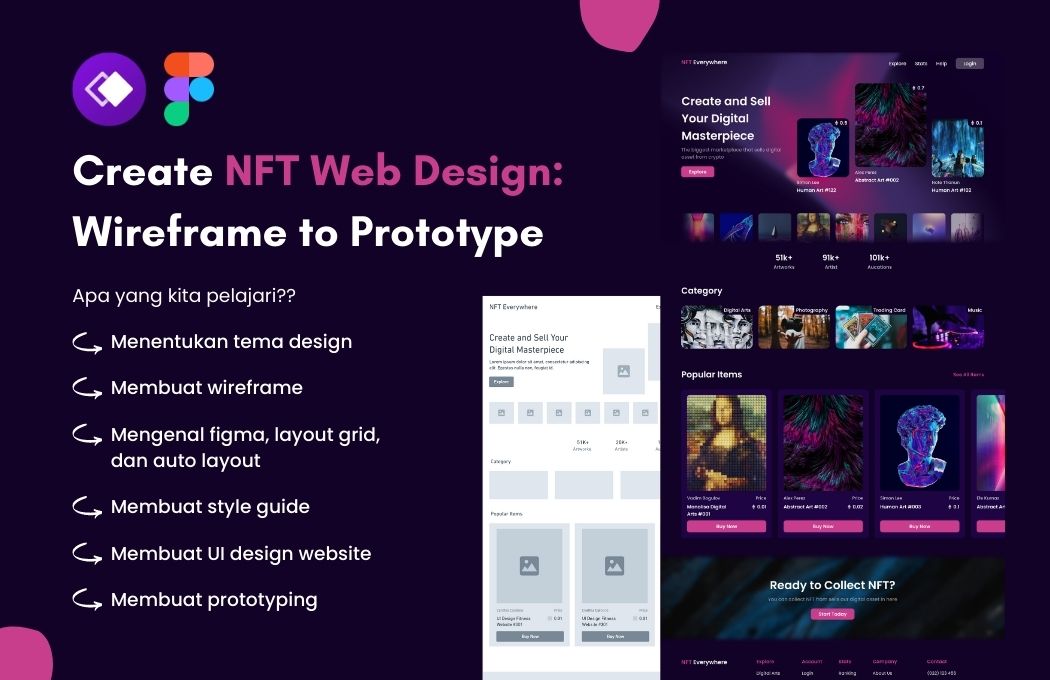 Create NFT Web Design:
Wireframe to Prototype
Apa yang kita pelajari??
Menentukan tema design
Membuat wireframe
Mengenal figma, layout grid,
dan auto layout
Membuat style guide
Membuat UI design website
Membuat prototyping
NFT Everywhere
Create and Sell Your
Digital Masterpiece
Lorem ipsum dolor sit amet, consectetur adipiscing
elit. Egestas nulla non, feugiat id
Explore
51K+
Artworks
20K+
Artists
Category
Popular Items
Price
UI Design Fitness
Website #301
0.01
Buy Now
Price
UI Design Fitness
Website #301
0.01
Buy Now
NFT Everywhere
Explore Stats Help Login
Create and Sell
Your Digital
Masterpiece
The biggest marketplace that sells digital
asset from crypto
Explore
0.5
Simon Lee
Human Art #122
0.7
Alex Perez
Abstract Art #002
0.1
Human Art #102
51k+
Artworks
91k+
Artist
101k+
Aucations
Category
Digital Arts
Photography
Trading Card
Music
Popular Items
See All Items
Vadim Bogulov Price
Monalisa Digital 0.01
Arts #001
Buy Now
Alex Perez Price
Abstract Art #002 0.02
Buy Now
Simon Lee Price
Human Art #003 0.1
Buy Now
Abstract Art
Ready to Collect NFT?
You can collect NFT from sells our digital asset in here
Start Today
NFT Everywhere
Explore
Digital Arts
Account
Login
Stats
Ranking
Company
About Us
Contact
(022) 123 456